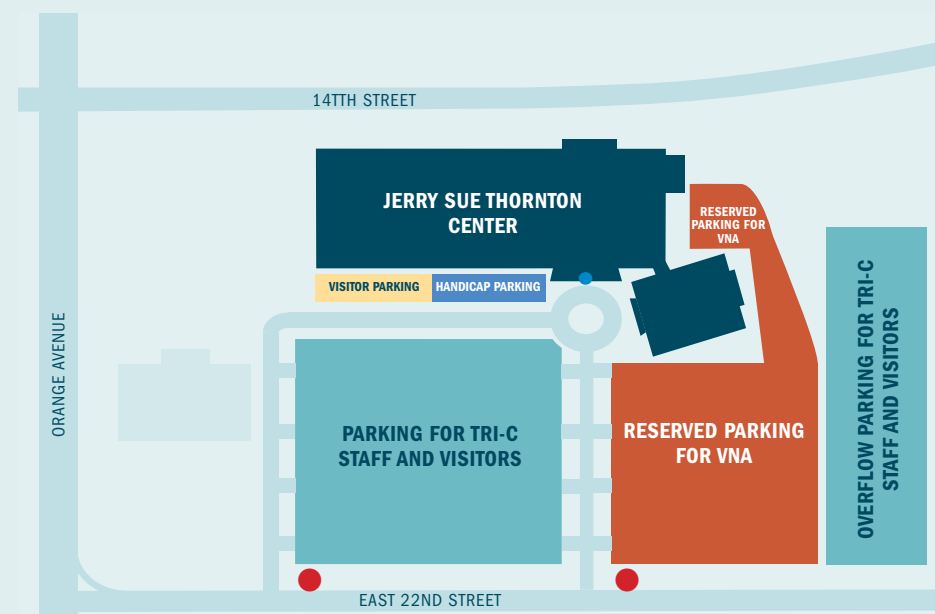 14TTH STREET
JERRY SUE THORNTON
CENTER
RESERVED
PARKING FOR
VNA
VISITOR PARKING
HANDICAP PARKING
ORANGE AVENUE
PARKING FOR TRI-C
STAFF AND VISITORS
RESERVED PARKING
FOR VNA
OVERFLOW PARKING FOR TRI-C
STAFF AND VISITORS
EAST 22ND STREET